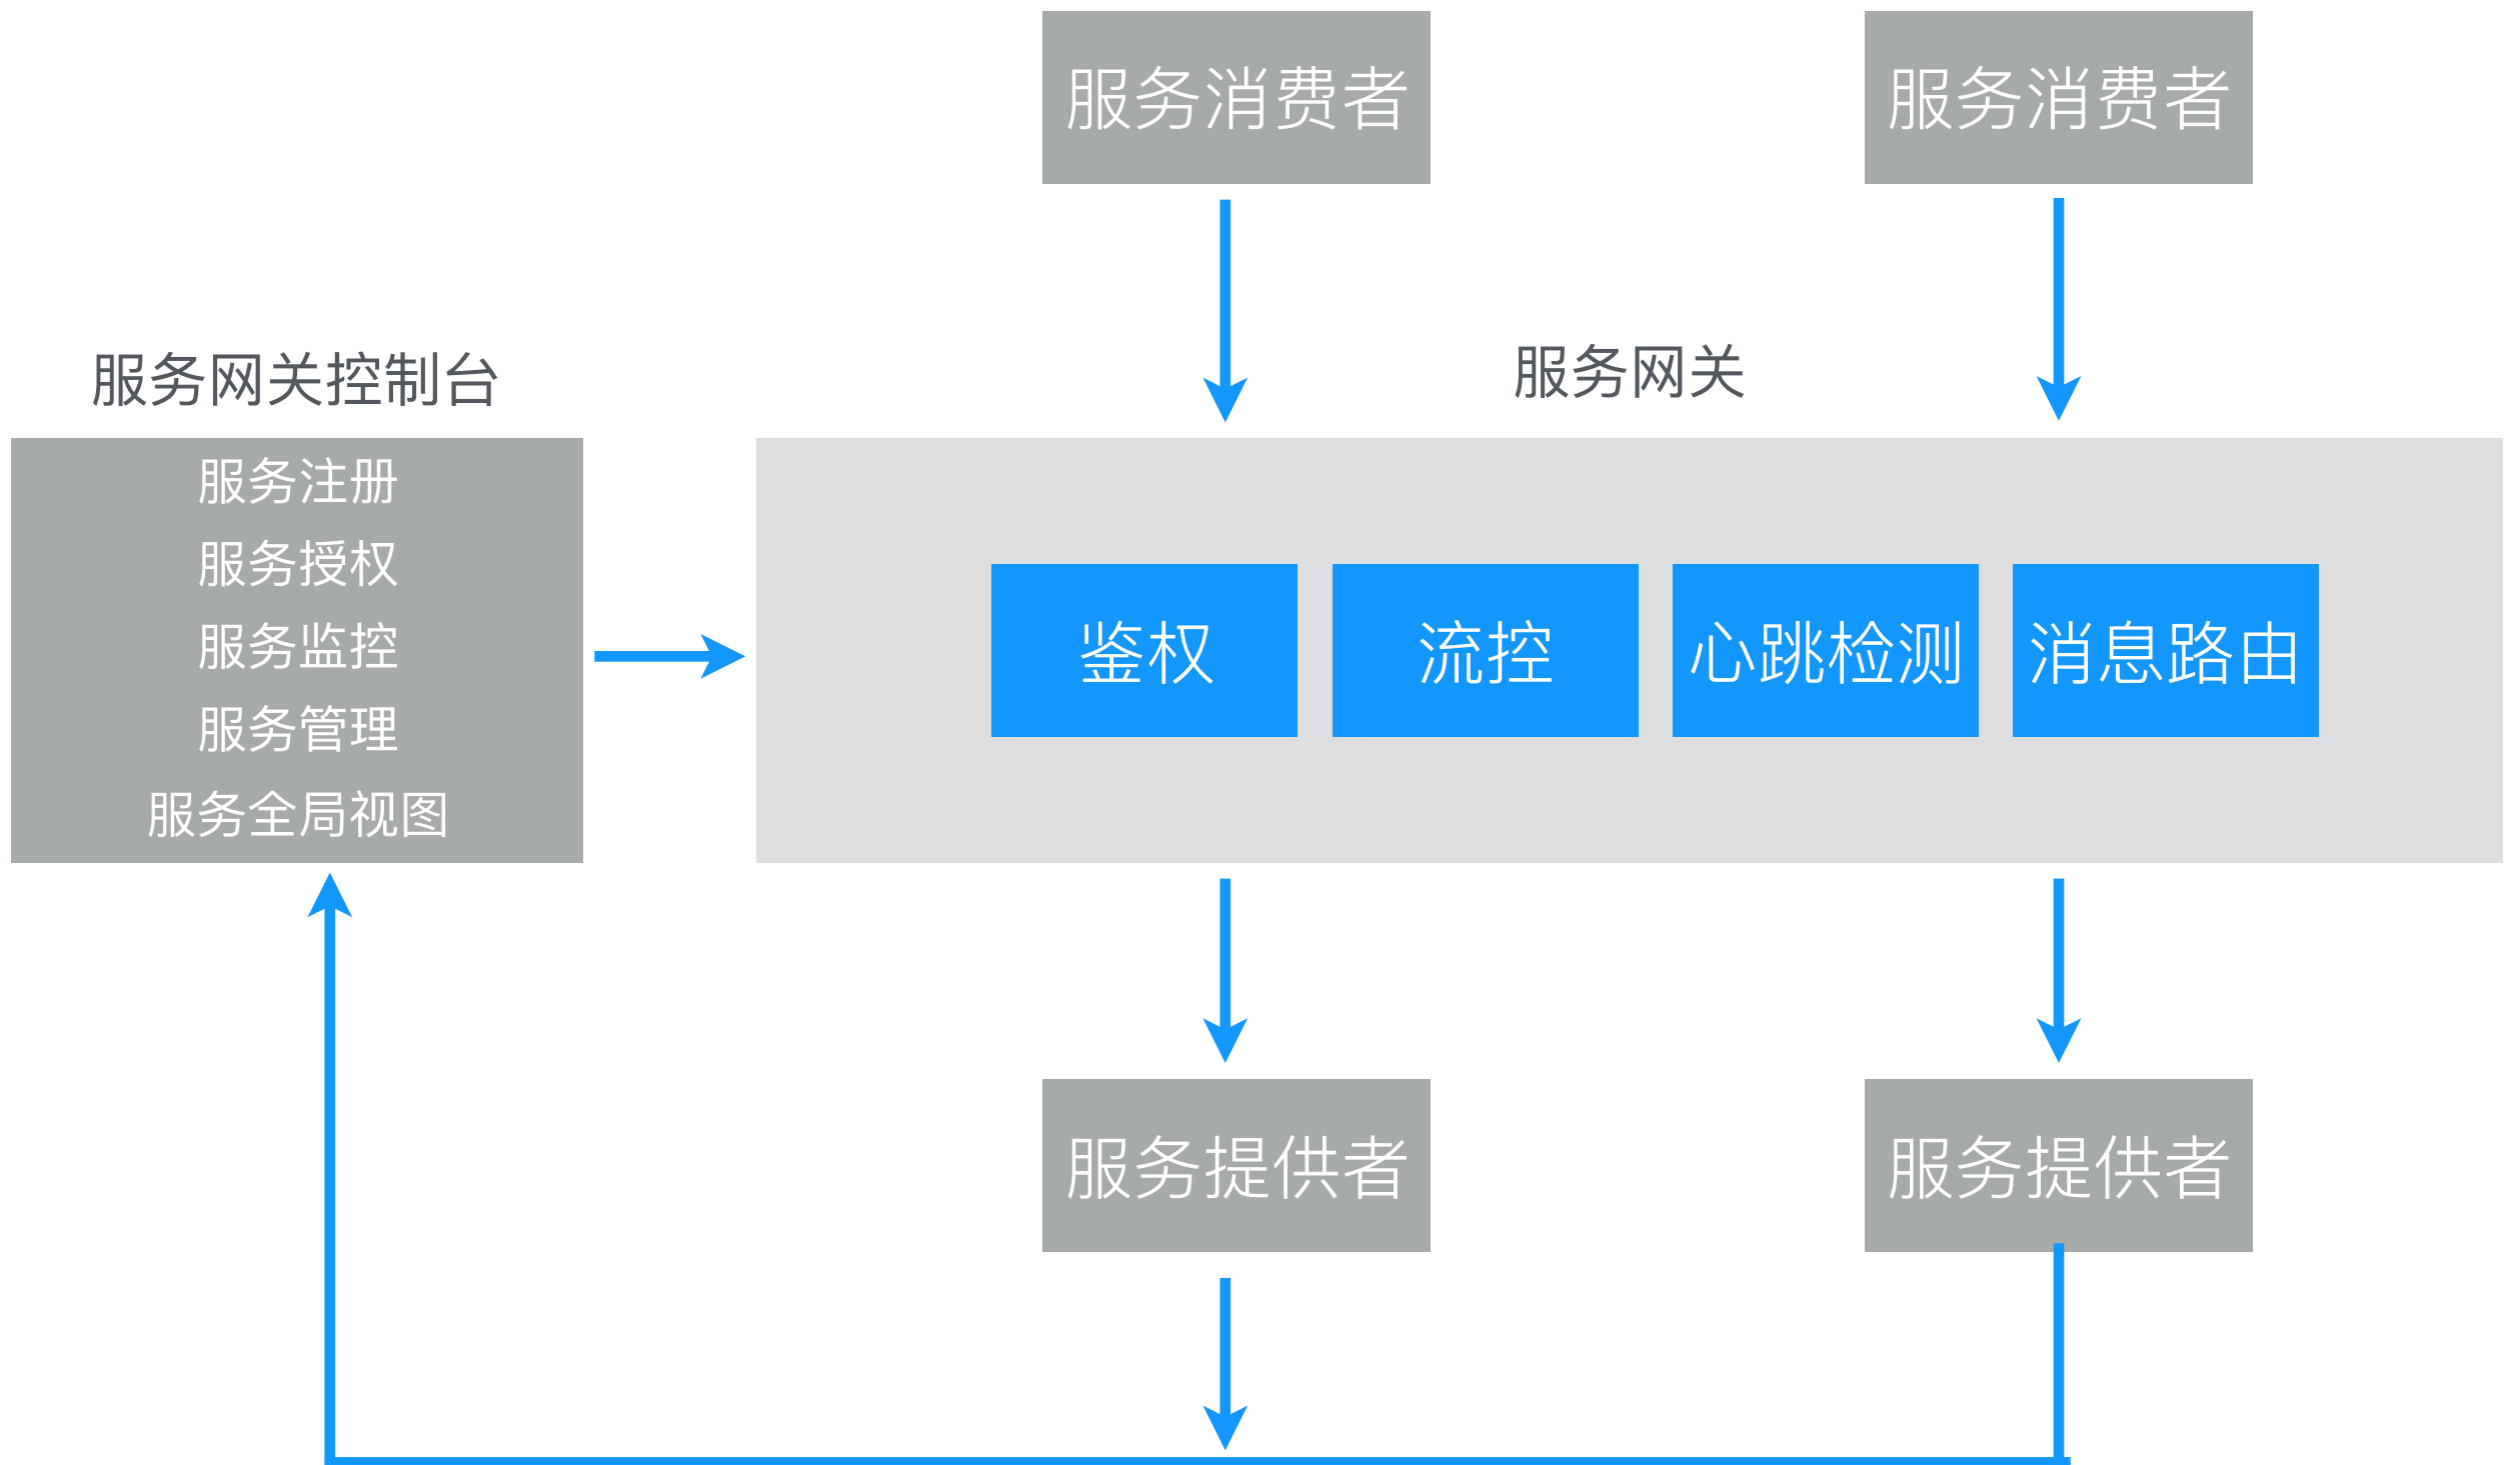 服务消费者
服务消费者
服务网关控制台
服务网关
服务注册
服务授权
服务监控
服务管理
服务全局视图
鉴权
流控
心跳检测
消息路由
服务提供者
服务提供者